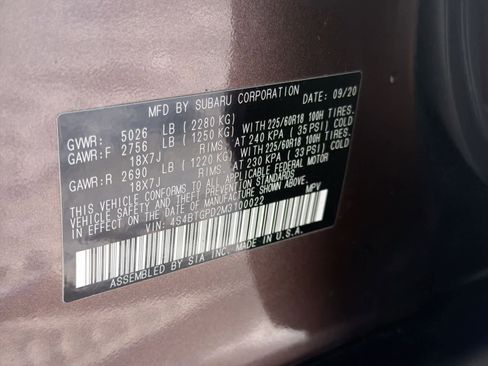 MFD BY SUBARU CORPORATION DATE 09/20
GVWR: 5026 LB (2280 KG)
GAWR:F 2756 LB (1250 KG) WITH 225/60R18 100H TIRES.
18X7J RIMS AT 240 KPA (35 PSI) COLD
GAWR:R 2690 LB (1220 KG) WITH 225/60R18 100H TIRES.
18X7J RIMS AT 230 KPA (33 PSI) COLD
THIS VEHICLE CONFORMS TO ALL APPLICABLE FEDERAL MOTOR
VEHICLE SAFETY AND THEFT PREVENTION STANDARDS
IN EFFECT ON THE DATE OF MANUFACTURE SHOWN ABOVE.
VIN: 4S4BTGPD2M3100022 MPV
ASSEMBLED BY SIA INC. MADE IN U.S.A.